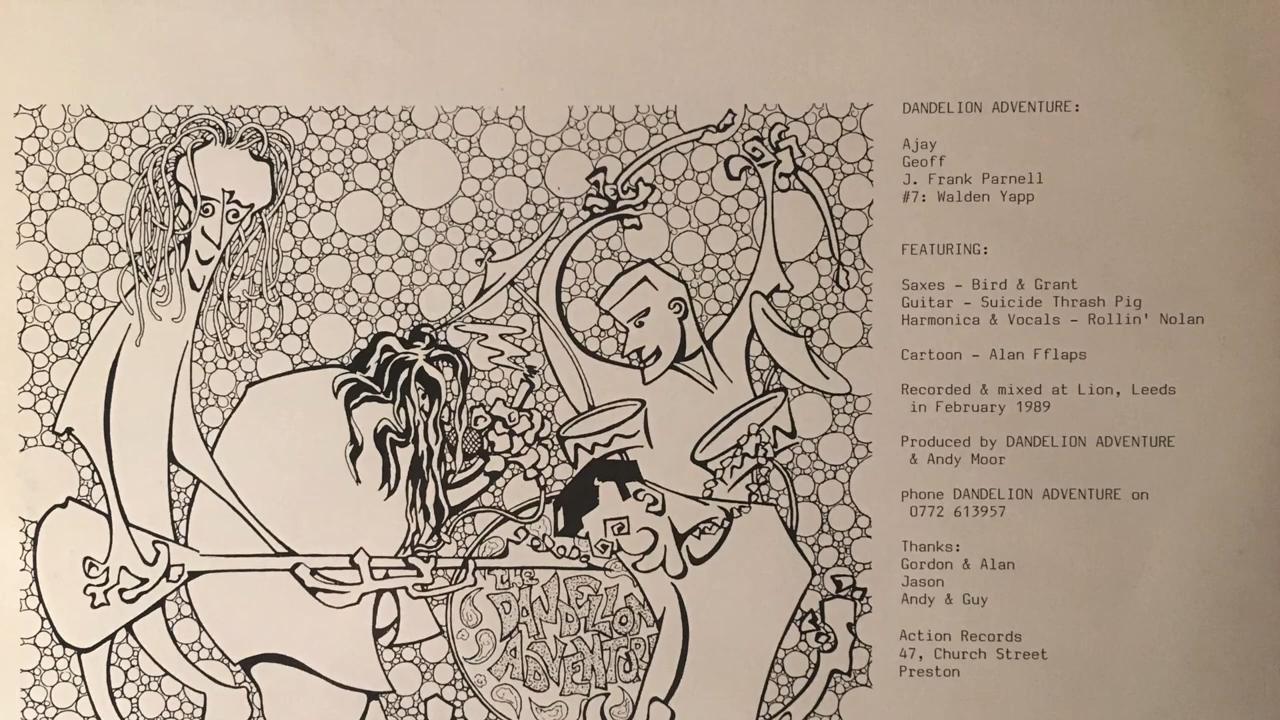 THE
DANDELION
ADVENTURE
DANDELION ADVENTURE:
Ajay
Geoff
J. Frank Parnell
#7: Walden Yapp
FEATURING:
Saxes - Bird & Grant
Guitar - Suicide Thrash Pig
Harmonica & Vocals - Rollin' Nolan
Cartoon - Alan Fflaps
Recorded & mixed at Lion, Leeds
in February 1989
Produced by DANDELION ADVENTURE
& Andy Moor
phone DANDELION ADVENTURE on
0772 613957
Thanks:
Gordon & Alan
Jason
Andy & Guy
Action Records
47, Church Street
Preston